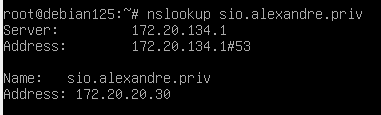 root@debian125:~# nslookup sio.alexandre.priv
Server:         172.20.134.1
Address:        172.20.134.1#53
Name:   sio.alexandre.priv
Address: 172.20.20.30